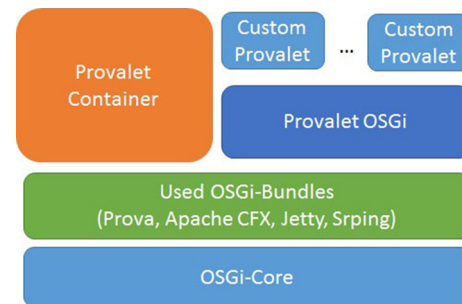 Provalet
Container
Custom
Provalet
...
Custom
Provalet
Provalet OSGi
Used OSGi-Bundles
(Prova, Apache CFX, Jetty, Srping)
OSGi-Core